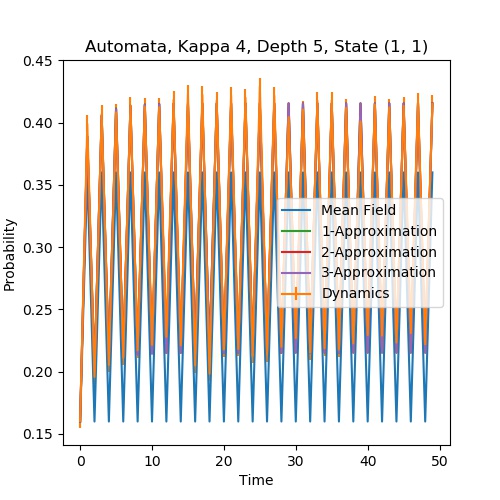 Automata, Kappa 4, Depth 5, State (1, 1)
0.45
0.40
0.35
0.30
0.25
0.20
0.15
Probability
Mean Field
1-Approximation
2-Approximation
3-Approximation
Dynamics
0 10 20 30 40 50
Time